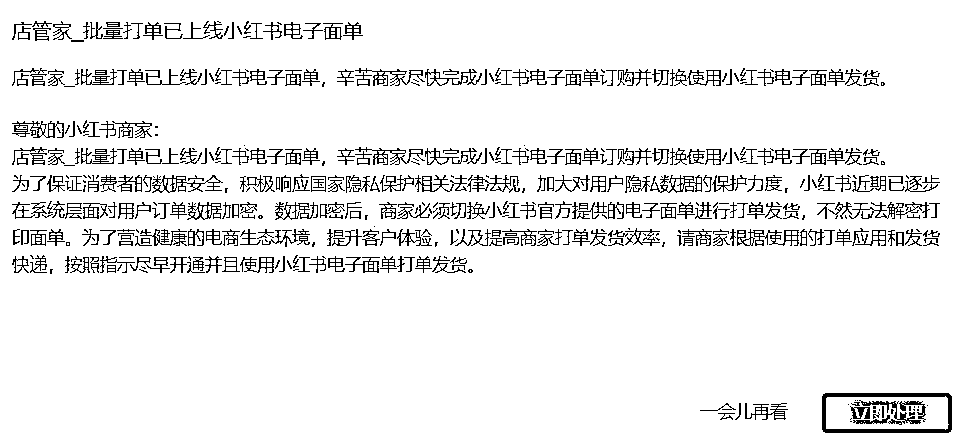 店管家_批量打单已上线小红书电子面单
店管家_批量打单已上线小红书电子面单，辛苦商家尽快完成小红书电子面单订购并切换使用小红书电子面单发货。
尊敬的小红书商家：
店管家_批量打单已上线小红书电子面单，辛苦商家尽快完成小红书电子面单订购并切换使用小红书电子面单发货。
为了保证消费者的数据安全，积极响应国家隐私保护相关法律法规，加大对用户隐私数据的保护力度，小红书近期已逐步
在系统层面对用户订单数据加密。数据加密后，商家必须切换小红书官方提供的电子面单进行打单发货，不然无法解密打
印面单。为了营造健康的电商生态环境，提升客户体验，以及提高商家打单发货效率，请商家根据使用的打单应用和发货
快递，按照指示尽早开通并且使用小红书电子面单打单发货。
一会儿再看 立即处理